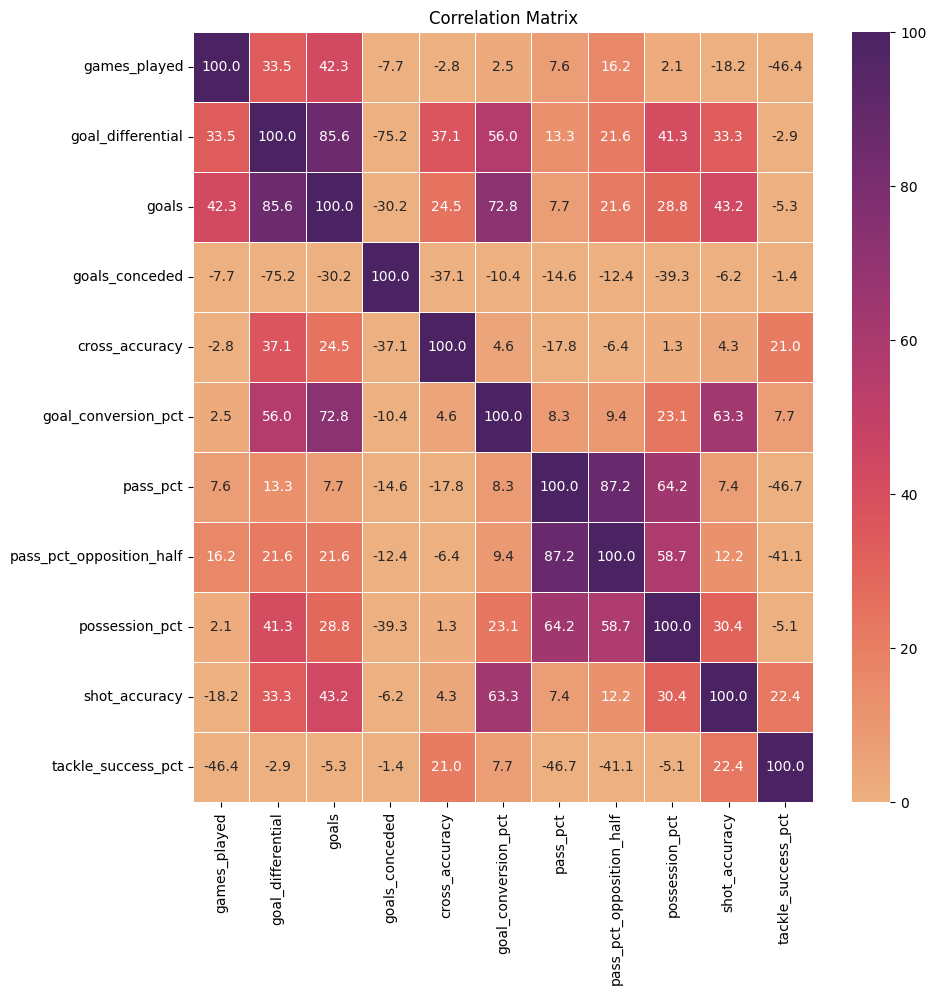 Correlation Matrix
games_played 100.0 33.5 42.3 -7.7 -2.8 2.5 7.6 16.2 2.1 -18.2 -46.4
goal_differential 33.5 100.0 85.6 -75.2 37.1 56.0 13.3 21.6 41.3 33.3 -2.9
goals 42.3 85.6 100.0 -30.2 24.5 72.8 7.7 21.6 28.8 43.2 -5.3
goals_conceded -7.7 -75.2 -30.2 100.0 -37.1 -10.4 -14.6 -12.4 -39.3 -6.2 -1.4
cross_accuracy -2.8 37.1 24.5 -37.1 100.0 4.6 -17.8 -6.4 1.3 4.3 21.0
goal_conversion_pct 2.5 56.0 72.8 -10.4 4.6 100.0 8.3 9.4 23.1 63.3 7.7
pass_pct 7.6 13.3 7.7 -14.6 -17.8 8.3 100.0 87.2 64.2 7.4 -46.7
pass_pct_opposition_half 16.2 21.6 21.6 -12.4 -6.4 9.4 87.2 100.0 58.7 12.2 -41.1
possession_pct 2.1 41.3 28.8 -39.3 1.3 23.1 64.2 58.7 100.0 30.4 -5.1
shot_accuracy -18.2 33.3 43.2 -6.2 4.3 63.3 7.4 12.2 30.4 100.0 22.4
tackle_success_pct -46.4 -2.9 -5.3 -1.4 21.0 7.7 -46.7 -41.1 -5.1 22.4 100.0
games_played
goal_differential
goals
goals_conceded
cross_accuracy
goal_conversion_pct
pass_pct
pass_pct_opposition_half
possession_pct
shot_accuracy
tackle_success_pct
100
80
60
40
20
0